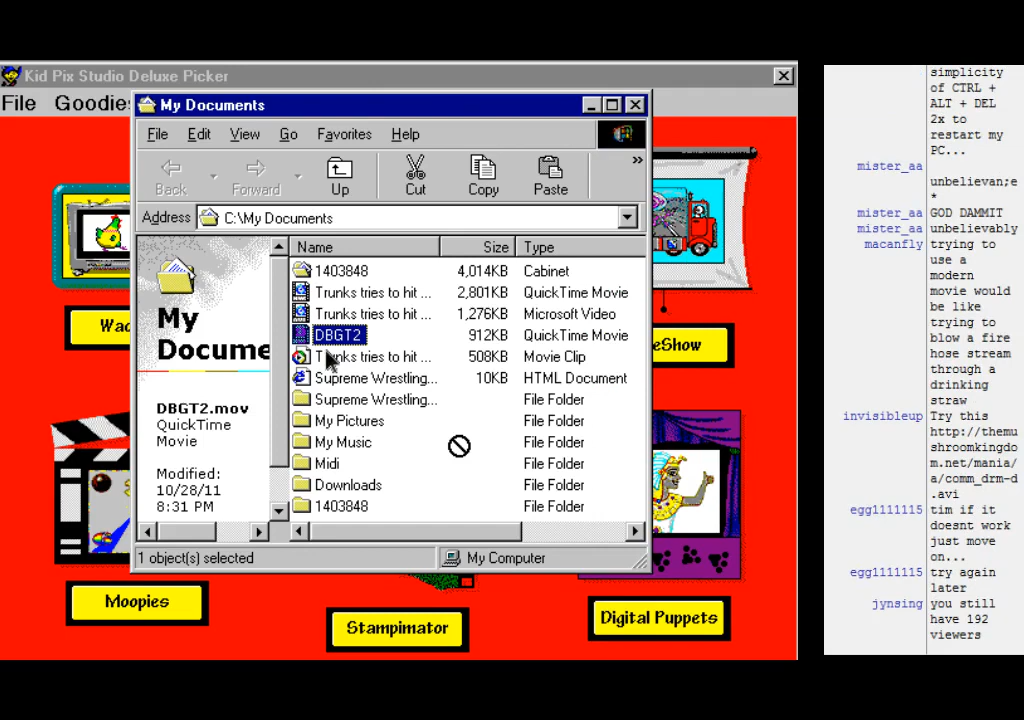 Kid Pix Studio Deluxe Picker
File Goodies
My Documents
File Edit View Go Favorites Help
Back Forward Up Cut Copy Paste »
Address C:\My Documents
My
Docume
DBGT2.mov
QuickTime
Movie
Modified:
10/28/11
8:31 PM
Name Size Type
1403848 4,014KB Cabinet
Trunks tries to hit ... 2,801KB QuickTime Movie
Trunks tries to hit ... 1,276KB Microsoft Video
DBGT2 912KB QuickTime Movie
Trunks tries to hit ... 508KB Movie Clip
Supreme Wrestling... 10KB HTML Document
Supreme Wrestling... File Folder
My Pictures File Folder
My Music File Folder
Midi File Folder
Downloads File Folder
1403848 File Folder
1 object(s) selected My Computer
Wac
eShow
Moopies
Stampimator
Digital Puppets
simplicity
of CTRL +
ALT + DEL
2x to
restart my
PC...
mister_aa
unbelievan;e
*
mister_aa GOD DAMMIT
mister_aa unbelievably
macanfly trying to
use a
modern
movie would
be like
trying to
blow a fire
hose stream
through a
drinking
straw
invisibleup Try this
http://themu
shroomkingdo
m.net/mania/
a/comm_drm-d
.avi
egg1111115 tim if it
doesnt work
just move
on...
egg1111115 try again
later
jynsing you still
have 192
viewers